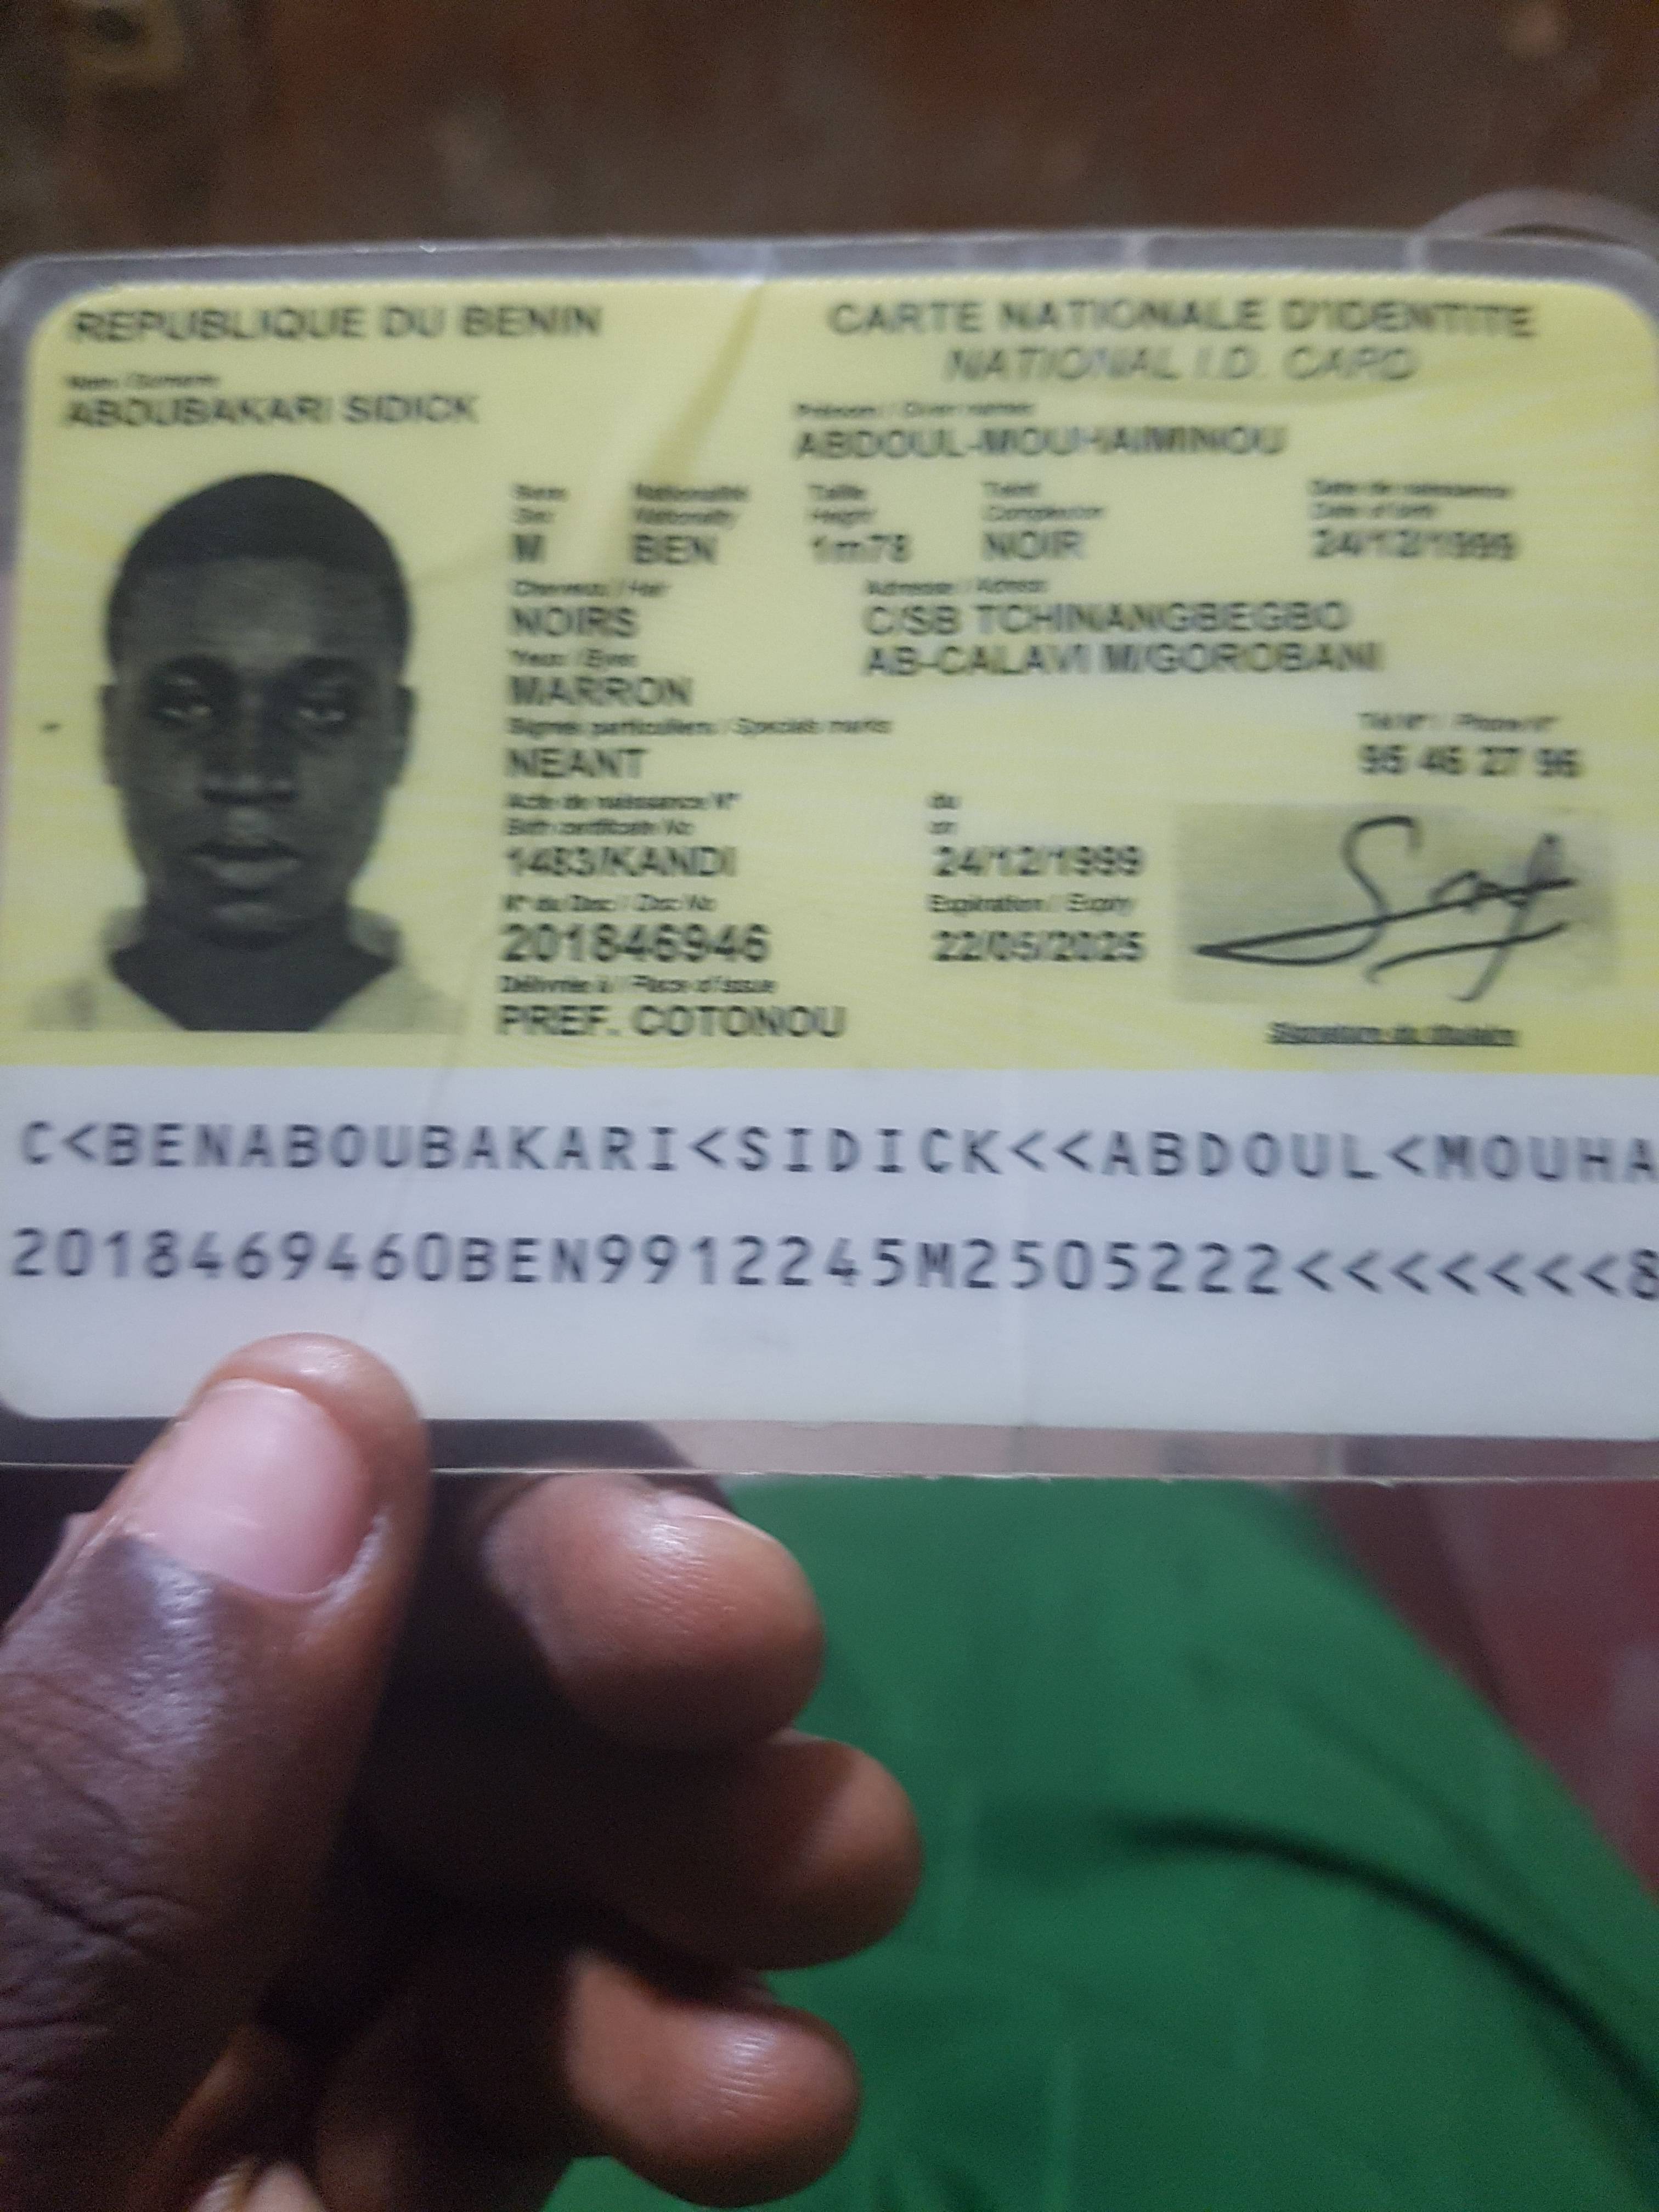 REPUBLIQUE DU BENIN
CARTE NATIONALE D'IDENTITE
NATIONAL I.D. CARD
Nom / Surname
ABOUBAKARI SIDICK
Prénom / Given names
ABDOUL-MOUHAIMINOU
Sexe Nationalité Taille Teint Date de naissance
Sex Nationality Height Complexion Date of birth
M BEN 1m78 NOIR 24/12/1999
Cheveux / Hair
NOIRS
Adresse / Adress
C/SB TCHINANGBEGBO
AB-CALAVI M/GOROBANI
Yeux / Eyes
MARRON
Signes particuliers / Specials marks
NEANT
Tél N° / Phone N°
95 46 27 96
Acte de naissance N° du
Birth certificate No on
1483/KANDI 24/12/1999
N° du Doc / Doc No Expiration / Expiry
201846946 22/05/2025
Délivrée à / Place of issue
PREF. COTONOU
Signature du titulaire
C<BENABOUBAKARI<SIDICK<<ABDOUL<MOUHA
2018469460BEN9912245M2505222<<<<<<<8